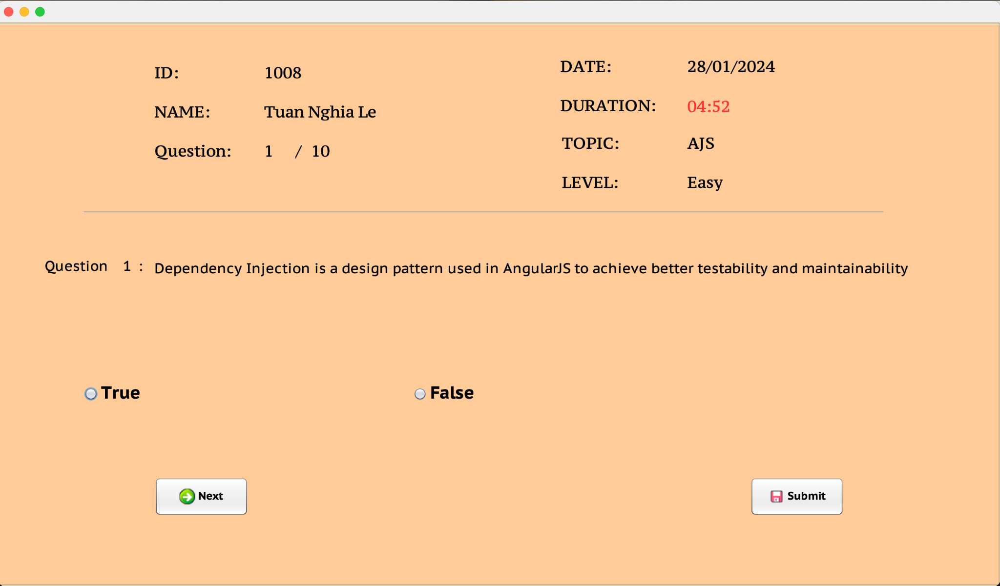 ID: 1008
NAME: Tuan Nghia Le
Question: 1 / 10
DATE: 28/01/2024
DURATION: 04:52
TOPIC: AJS
LEVEL: Easy
Question 1 : Dependency Injection is a design pattern used in AngularJS to achieve better testability and maintainability
True
False
Next
Submit